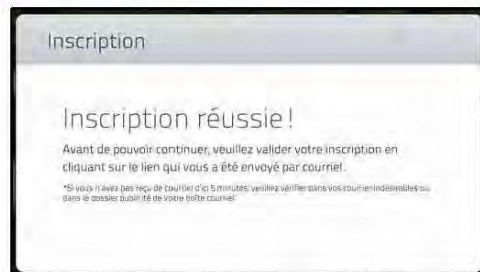 Inscription
Inscription réussie!
Avant de pouvoir continuer, veuillez valider votre inscription en
cliquant sur le lien qui vous a été envoyé par courriel.
*Si vous n'avez pas reçu de courriel d'ici 5 minutes, veuillez vérifier dans vos courriers indésirables ou
dans le dossier publicité de votre boîte courriel.